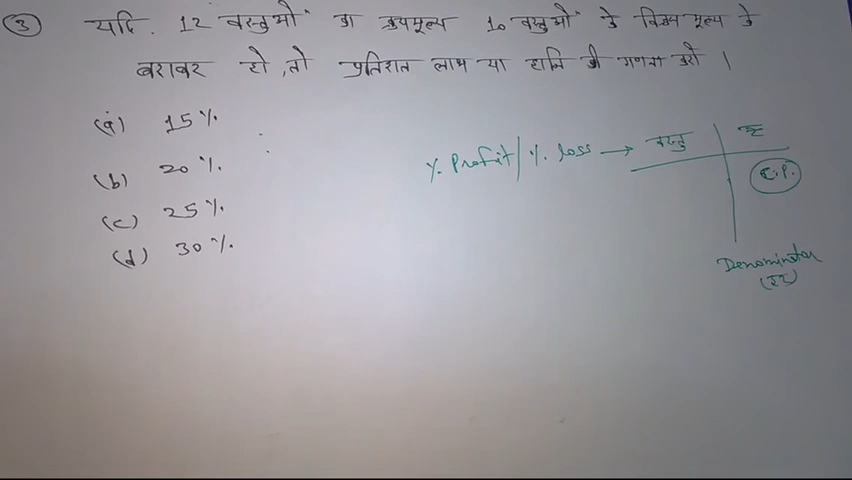 ③ यदि 12 वस्तुओं का क्रयमूल्य 10 वस्तुओं के विक्रय मूल्य के
बराबर हो, तो प्रतिशत लाभ या हानि की गणना करो ।
(a) 15%
(b) 20%
(c) 25%
(d) 30%
% Profit / % loss → वस्तु | ₹
C.P.
Denominator
(हर)